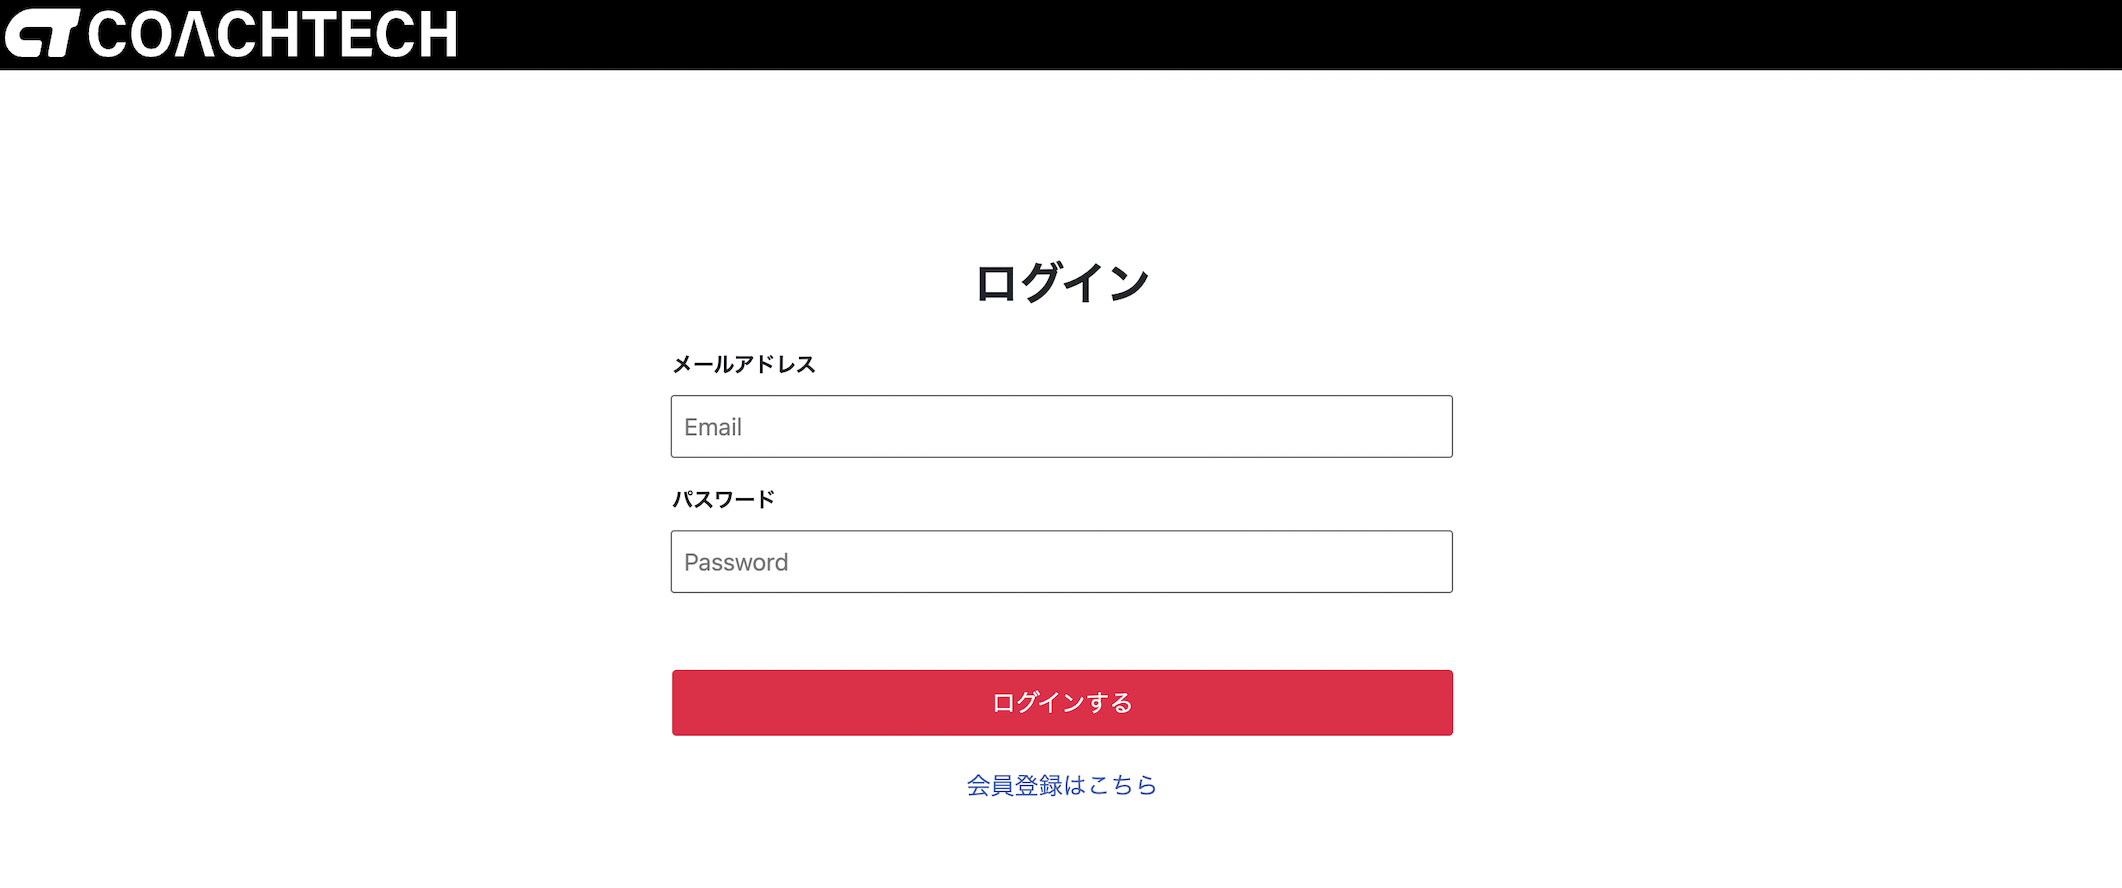 COACHTECH
ログイン
メールアドレス
Email
パスワード
Password
ログインする
会員登録はこちら